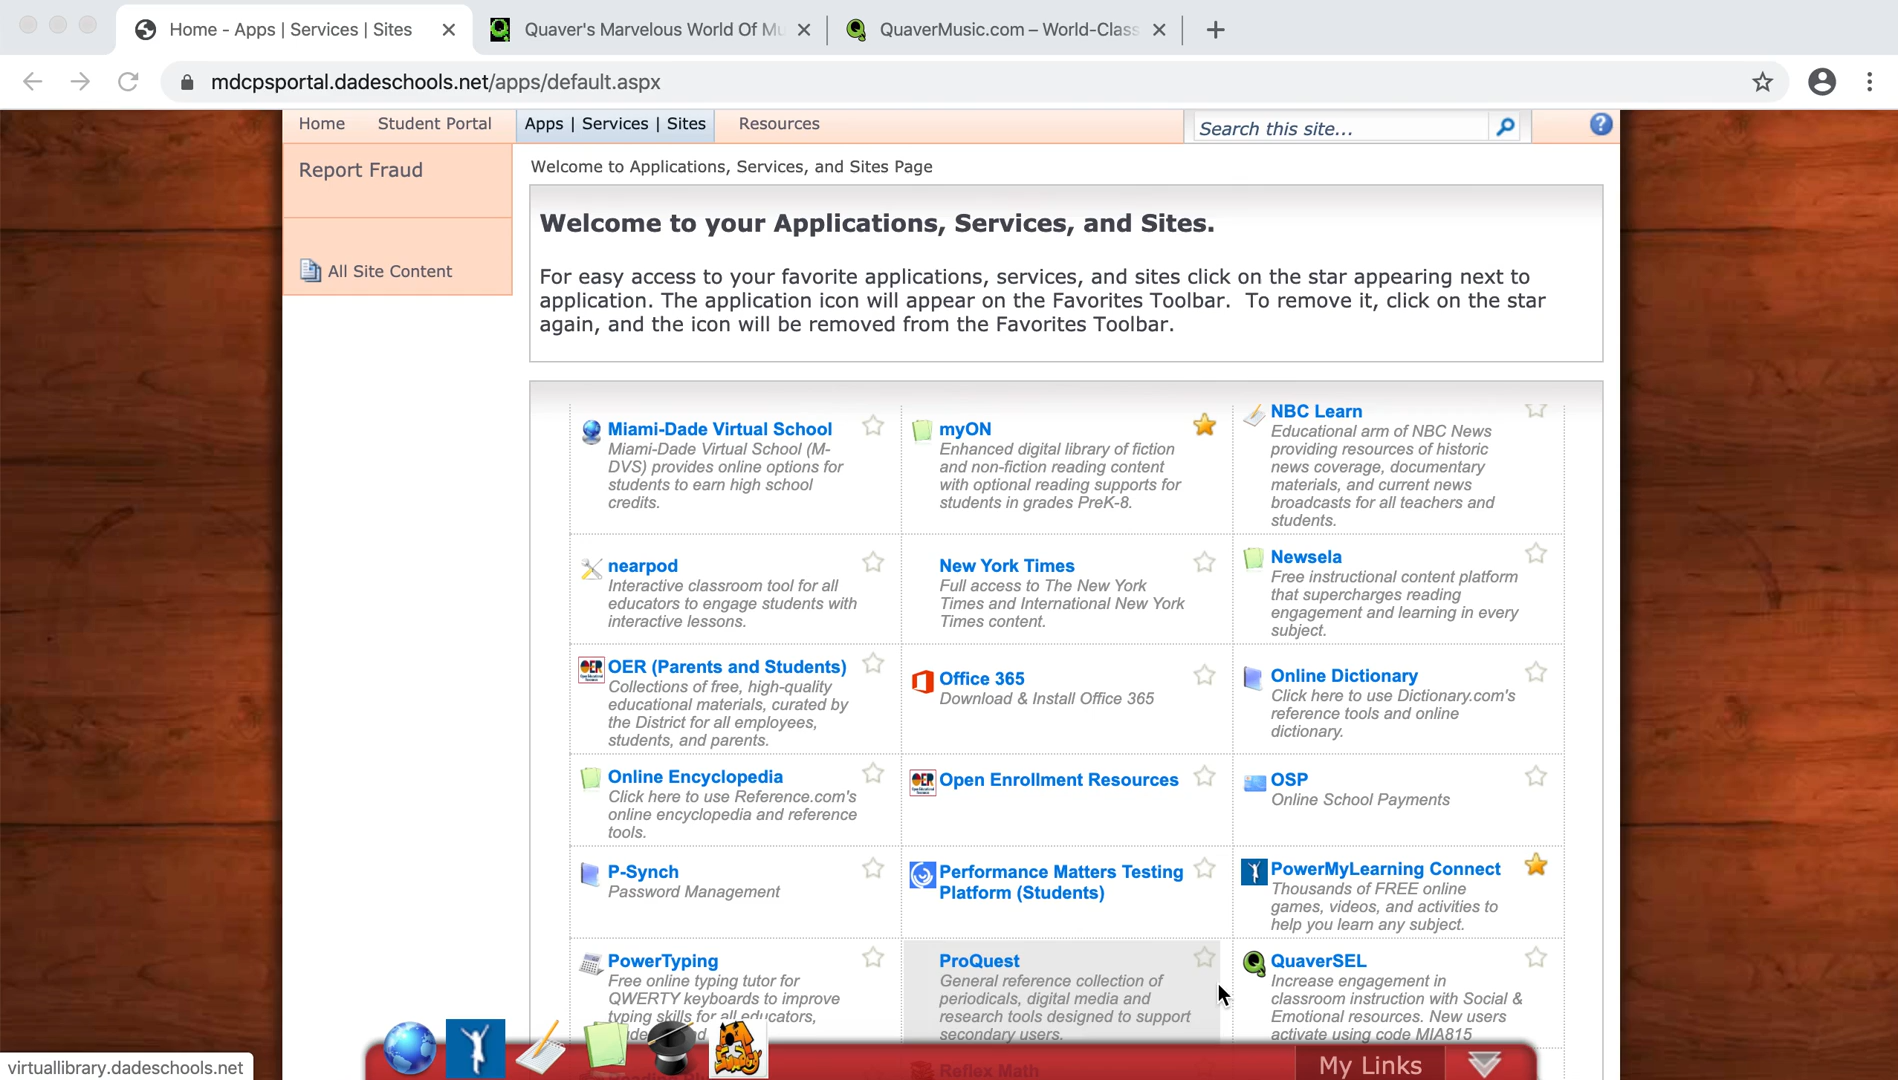 Home - Apps | Services | Sites
Quaver's Marvelous World Of Mu
QuaverMusic.com – World-Class
mdcpsportal.dadeschools.net/apps/default.aspx
Home
Student Portal
Apps | Services | Sites
Resources
Search this site...
?
Report Fraud
All Site Content
Welcome to Applications, Services, and Sites Page
Welcome to your Applications, Services, and Sites.
For easy access to your favorite applications, services, and sites click on the star appearing next to
application. The application icon will appear on the Favorites Toolbar. To remove it, click on the star
again, and the icon will be removed from the Favorites Toolbar.
Miami-Dade Virtual School
Miami-Dade Virtual School (M-
DVS) provides online options for
students to earn high school
credits.
myON
Enhanced digital library of fiction
and non-fiction reading content
with optional reading supports for
students in grades PreK-8.
NBC Learn
Educational arm of NBC News
providing resources of historic
news coverage, documentary
materials, and current news
broadcasts for all teachers and
students.
nearpod
Interactive classroom tool for all
educators to engage students with
interactive lessons.
New York Times
Full access to The New York
Times and International New York
Times content.
Newsela
Free instructional content platform
that supercharges reading
engagement and learning in every
subject.
OER
OER (Parents and Students)
Collections of free, high-quality
educational materials, curated by
the District for all employees,
students, and parents.
Office 365
Download & Install Office 365
Online Dictionary
Click here to use Dictionary.com's
reference tools and online
dictionary.
Online Encyclopedia
Click here to use Reference.com's
online encyclopedia and reference
tools.
OER
Open Enrollment Resources
OSP
Online School Payments
P-Synch
Password Management
Performance Matters Testing
Platform (Students)
PowerMyLearning Connect
Thousands of FREE online
games, videos, and activities to
help you learn any subject.
PowerTyping
Free online typing tutor for
QWERTY keyboards to improve
typing skills for all educators,
ProQuest
General reference collection of
periodicals, digital media and
research tools designed to support
secondary users.
QuaverSEL
Increase engagement in
classroom instruction with Social &
Emotional resources. New users
activate using code MIA815
Reflex Math
My Links
virtuallibrary.dadeschools.net